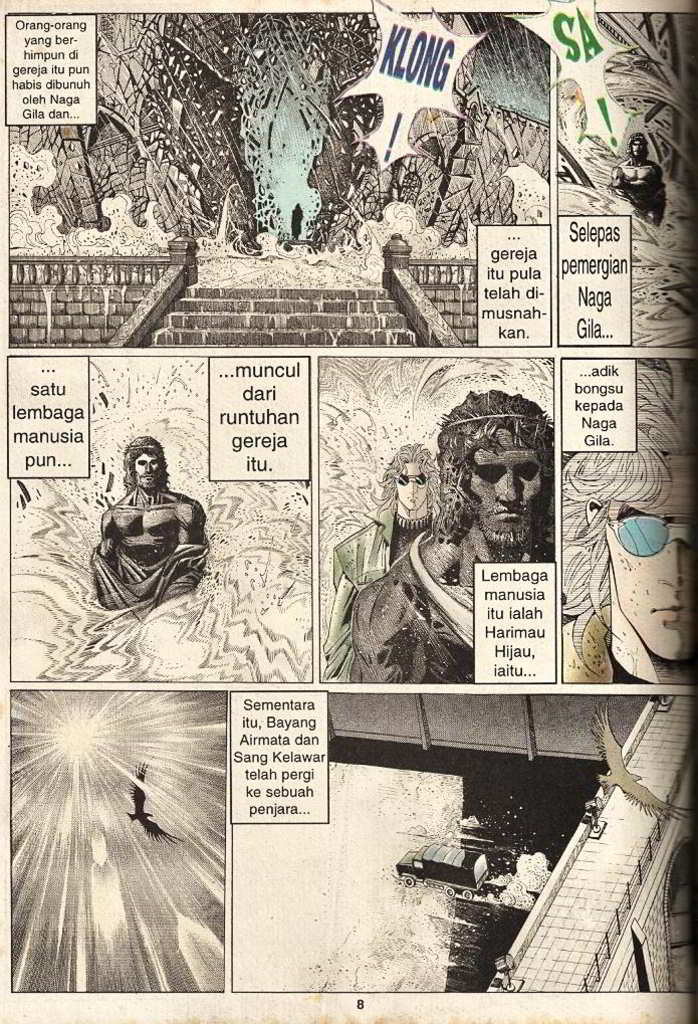 Orang-orang
yang ber-
himpun di
gereja itu pun
habis dibunuh
oleh Naga
Gila dan...
KLONG
!
SA
!
...
gereja
itu pula
telah di-
musnah-
kan.
Selepas
pemergian
Naga
Gila...
...
satu
lembaga
manusia
pun...
...muncul
dari
runtuhan
gereja
itu.
Lembaga
manusia
itu ialah
Harimau
Hijau,
iaitu...
...adik
bongsu
kepada
Naga
Gila.
Sementara
itu, Bayang
Airmata dan
Sang Kelawar
telah pergi
ke sebuah
penjara...
8